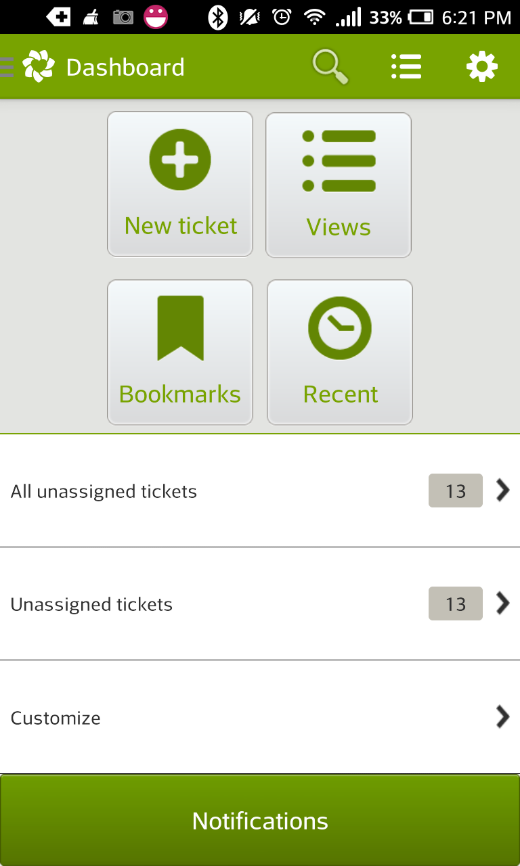 33% 6:21 PM
Dashboard
New ticket
Views
Bookmarks
Recent
All unassigned tickets 13
Unassigned tickets 13
Customize
Notifications